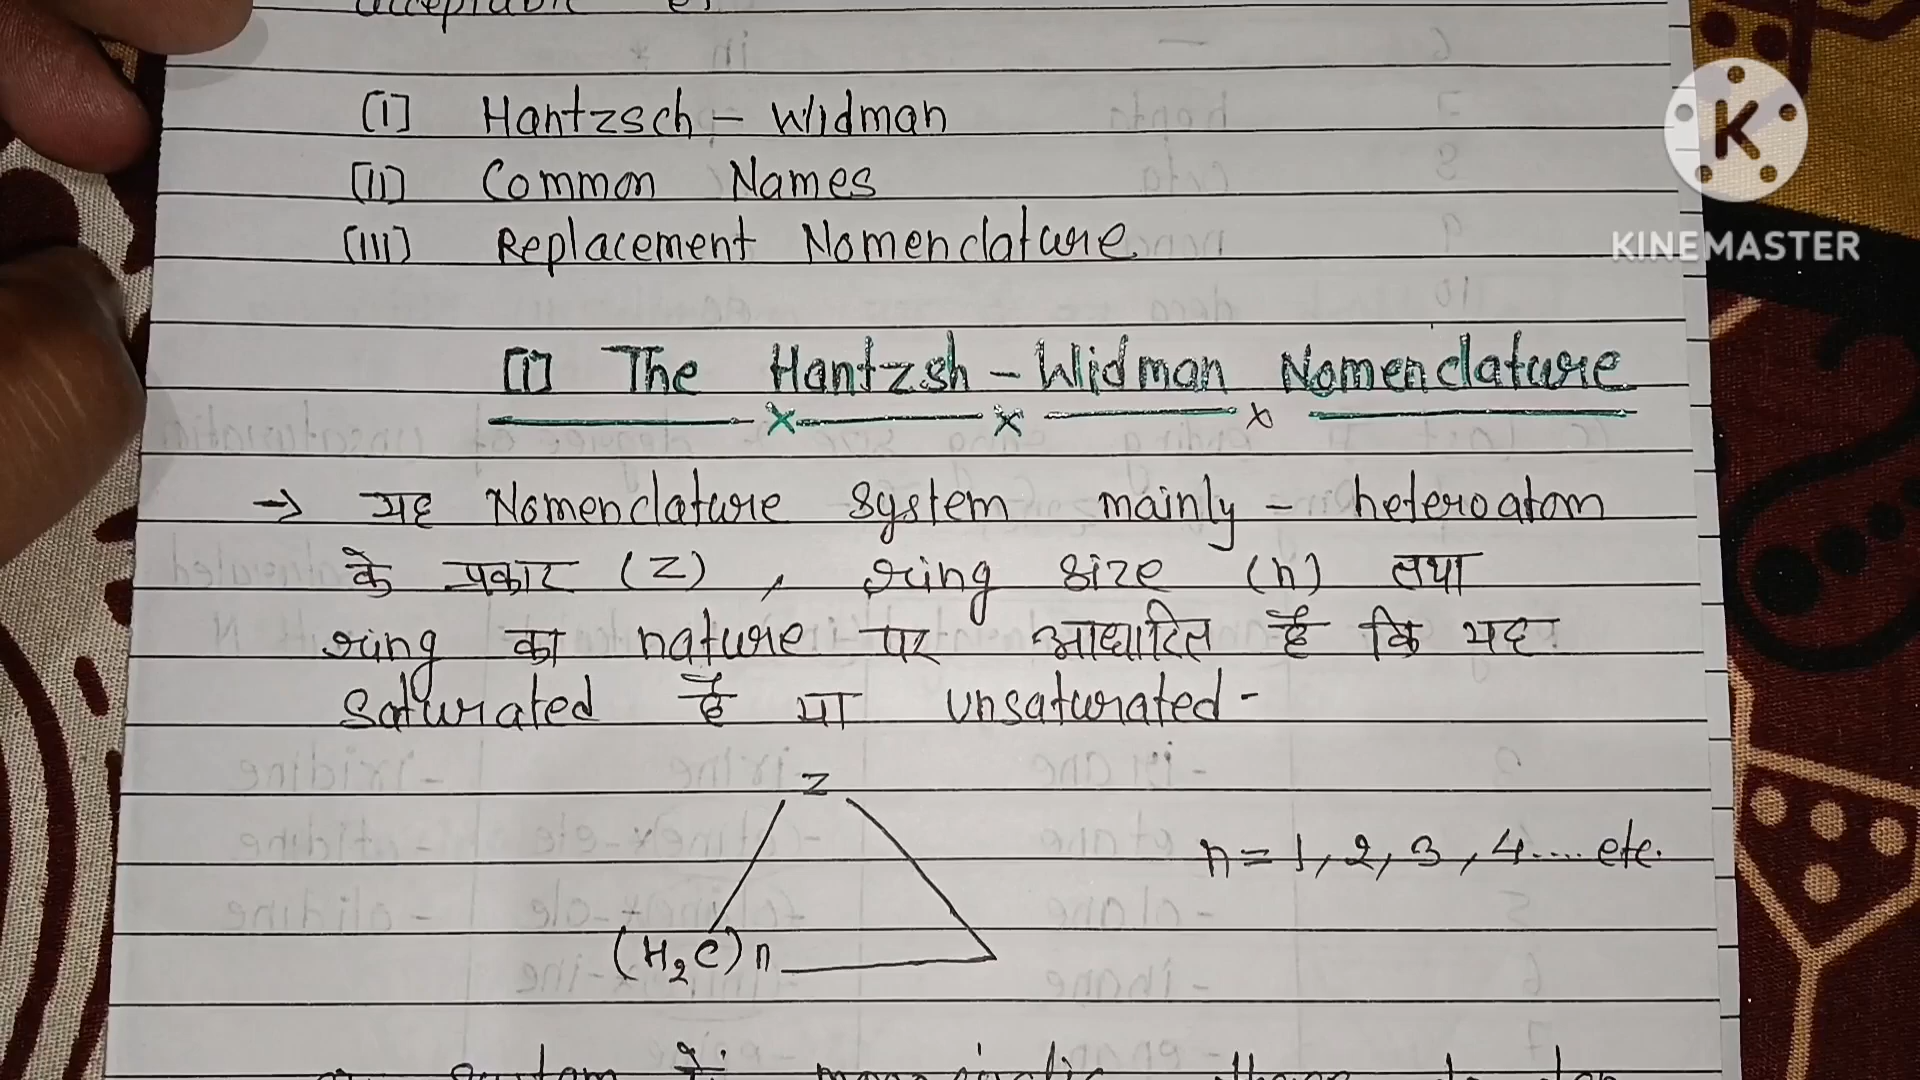 [I] Hantzsch - Widman
[II] Common Names
[III] Replacement Nomenclature
KINEMASTER
[I] The Hantzsh - Widman Nomenclature
→ यह Nomenclature system mainly - heteroatom
के प्रकार (Z) , ring size (n) तथा
ring का nature पर आधारित है कि यह
saturated है या unsaturated -
Z
n = 1, 2, 3, 4.... etc.
(H₂C)n